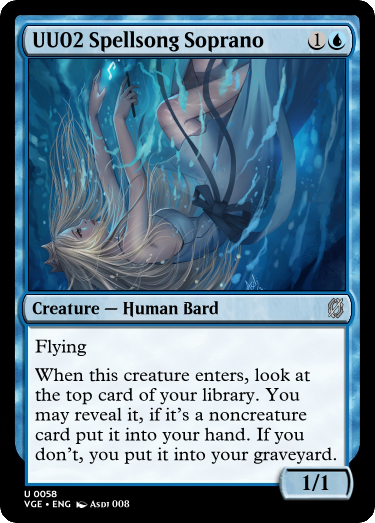 UU02 Spellsong Soprano 1
Creature — Human Bard
Flying
When this creature enters, look at
the top card of your library. You
may reveal it, if it's a noncreature
card put it into your hand. If you
don't, you put it into your graveyard.
1/1
U 0058
VGE • ENG ASDJ 008